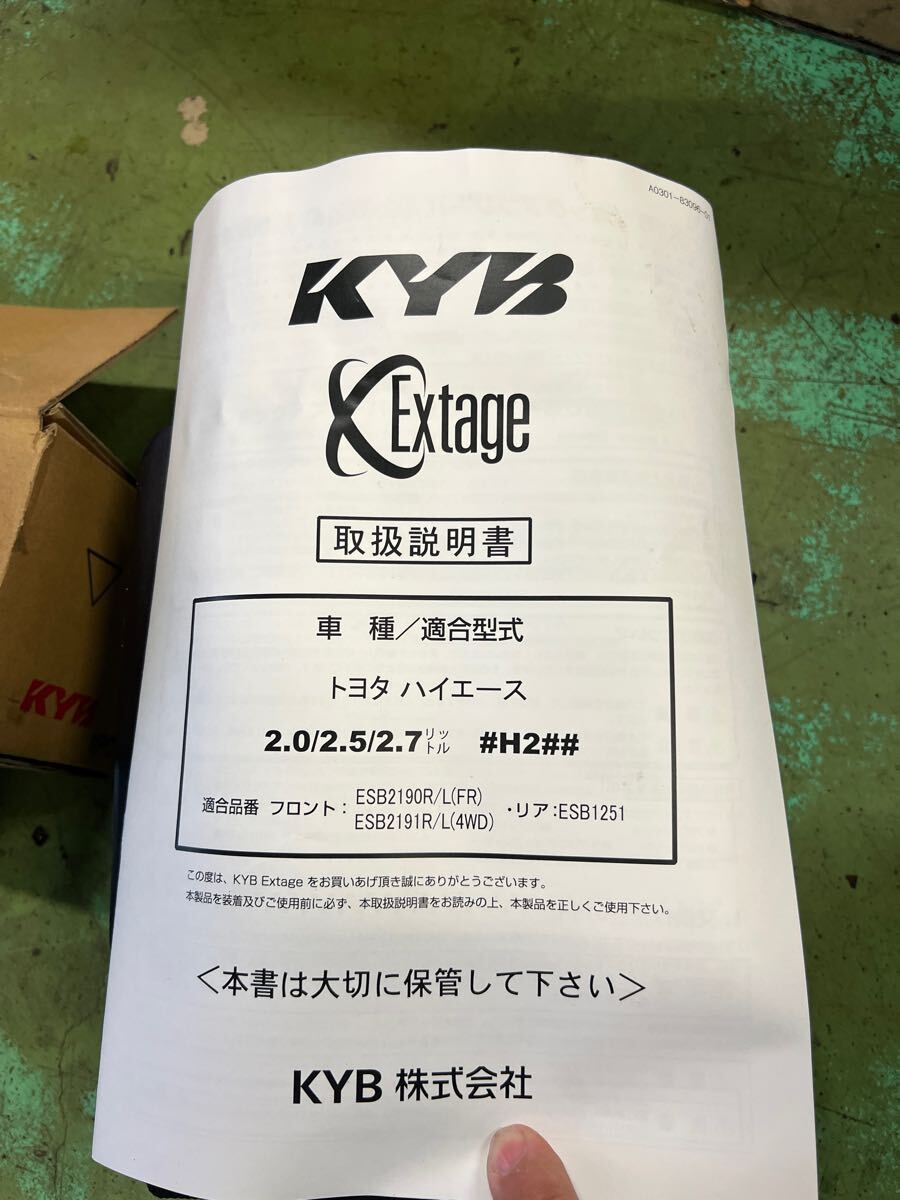 A0301-83096-01
KYB
Extage
取扱説明書
車 種／適合型式
トヨタ ハイエース
2.0/2.5/2.7リットル #H2##
適合品番 フロント： ESB2190R/L(FR)
ESB2191R/L(4WD) ・リア：ESB1251
この度は、KYB Extage をお買いあげ頂き誠にありがとうございます。
本製品を装着及びご使用前に必ず、本取扱説明書をお読みの上、本製品を正しくご使用下さい。
＜本書は大切に保管して下さい＞
KYB 株式会社
KYB